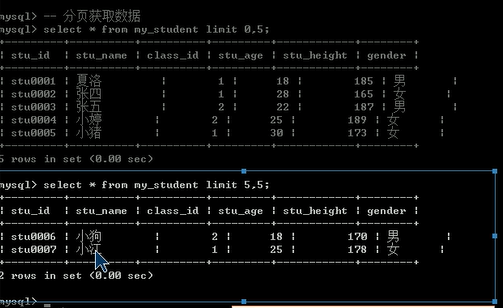 mysql> -- 分页获取数据
mysql> select * from my_student limit 0,5;
+---------+----------+----------+---------+------------+--------+
| stu_id | stu_name | class_id | stu_age | stu_height | gender |
+---------+----------+----------+---------+------------+--------+
| stu0001 | 夏洛 | 1 | 18 | 185 | 男 |
| stu0002 | 张四 | 1 | 28 | 165 | 女 |
| stu0003 | 张五 | 2 | 22 | 187 | 男 |
| stu0004 | 小婷 | 2 | 25 | 189 | 女 |
| stu0005 | 小猪 | 1 | 30 | 173 | 女 |
+---------+----------+----------+---------+------------+--------+
5 rows in set (0.00 sec)
mysql> select * from my_student limit 5,5;
+---------+----------+----------+---------+------------+--------+
| stu_id | stu_name | class_id | stu_age | stu_height | gender |
+---------+----------+----------+---------+------------+--------+
| stu0006 | 小狗 | 2 | 18 | 170 | 男 |
| stu0007 | 小 | 1 | 25 | 178 | 女 |
+---------+----------+----------+---------+------------+--------+
2 rows in set (0.00 sec)
mysql>